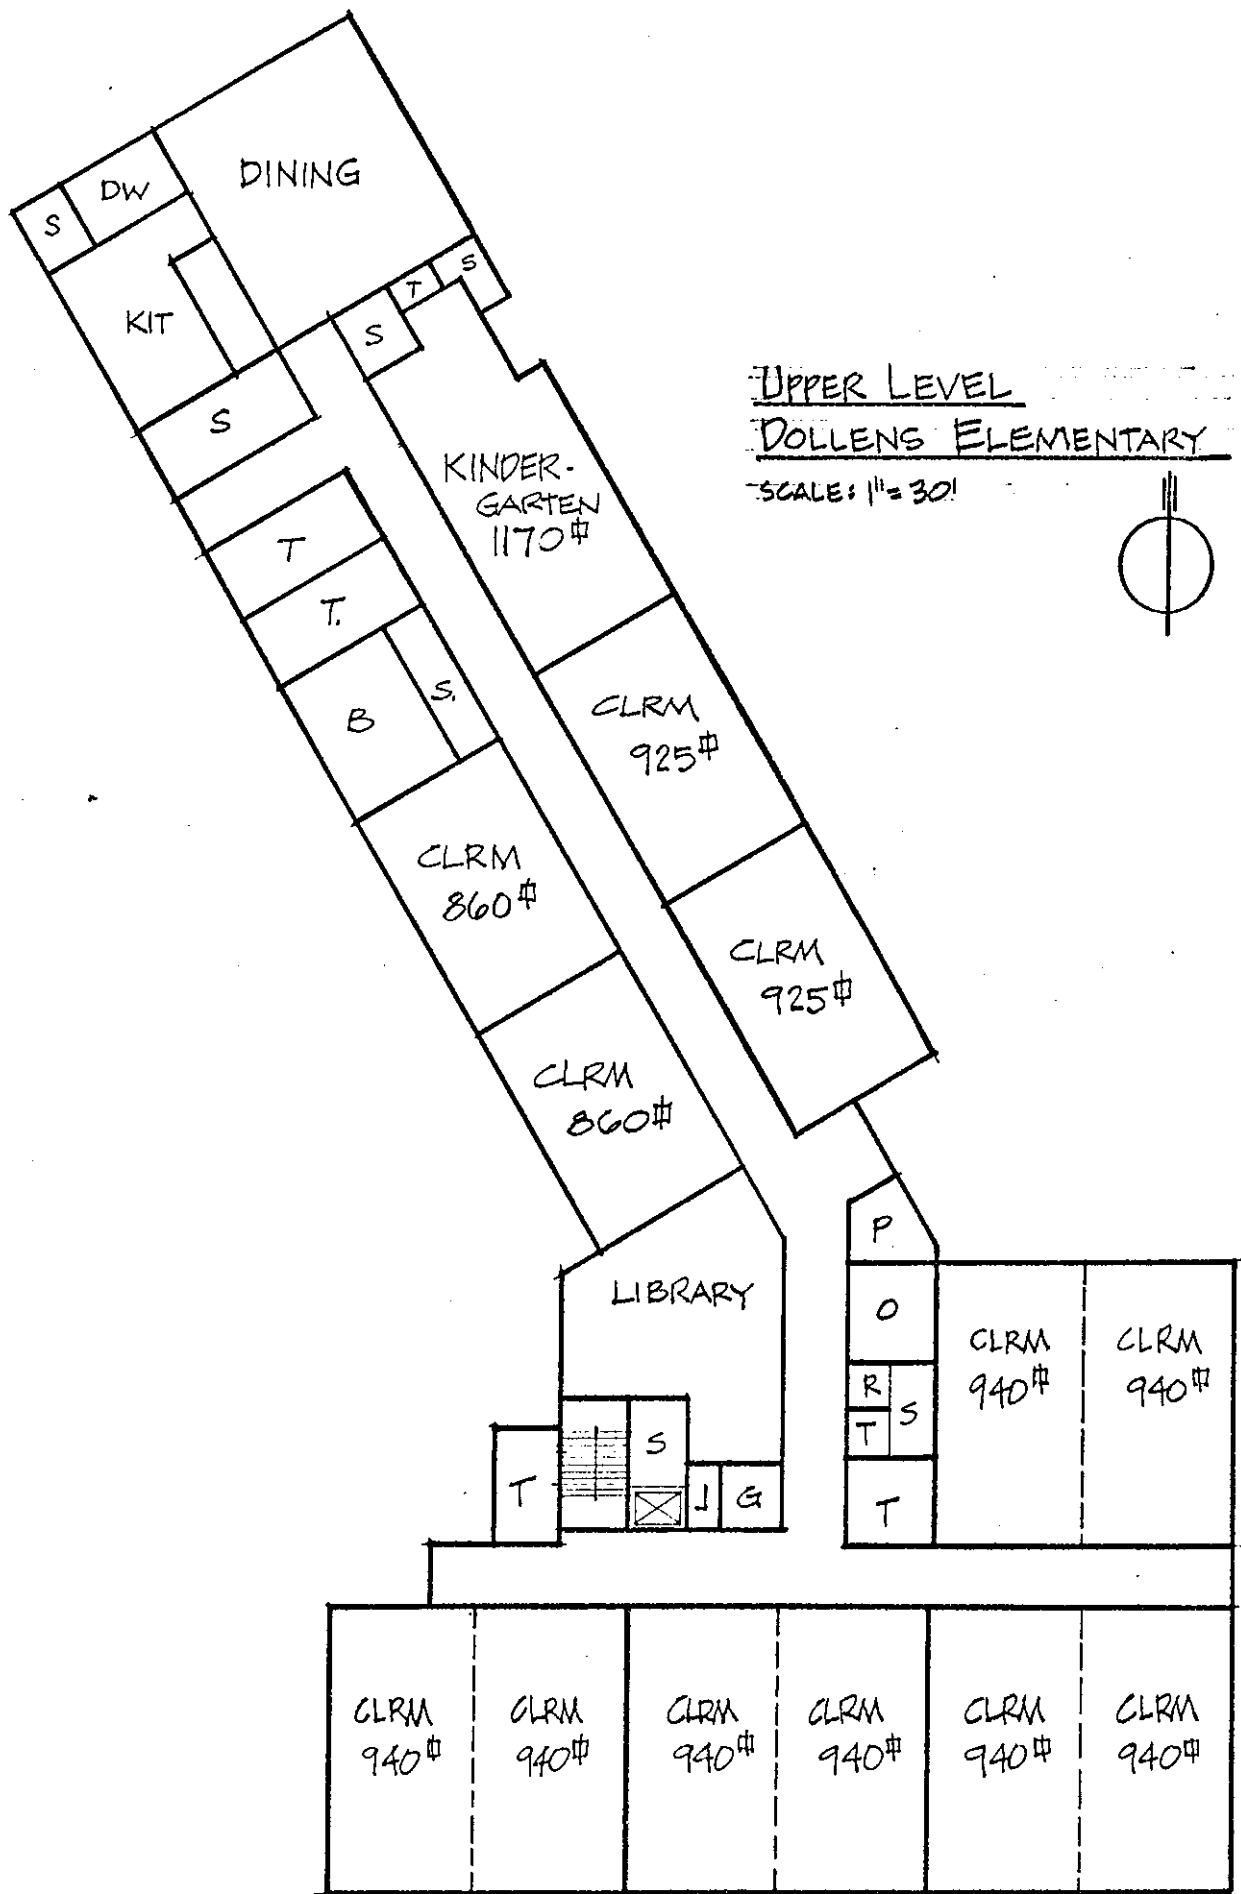 DINING
DW
S
KIT
S
T
S
S
UPPER LEVEL
DOLLENS ELEMENTARY
SCALE: 1"=30'
KINDER-
GARTEN
1170⌗
T
T.
B
S.
CLRM
925⌗
CLRM
860⌗
CLRM
925⌗
CLRM
860⌗
P
LIBRARY
O
CLRM
940⌗
CLRM
940⌗
R
S
T
T
T
S
J
G
CLRM
940⌗
CLRM
940⌗
CLRM
940⌗
CLRM
940⌗
CLRM
940⌗
CLRM
940⌗